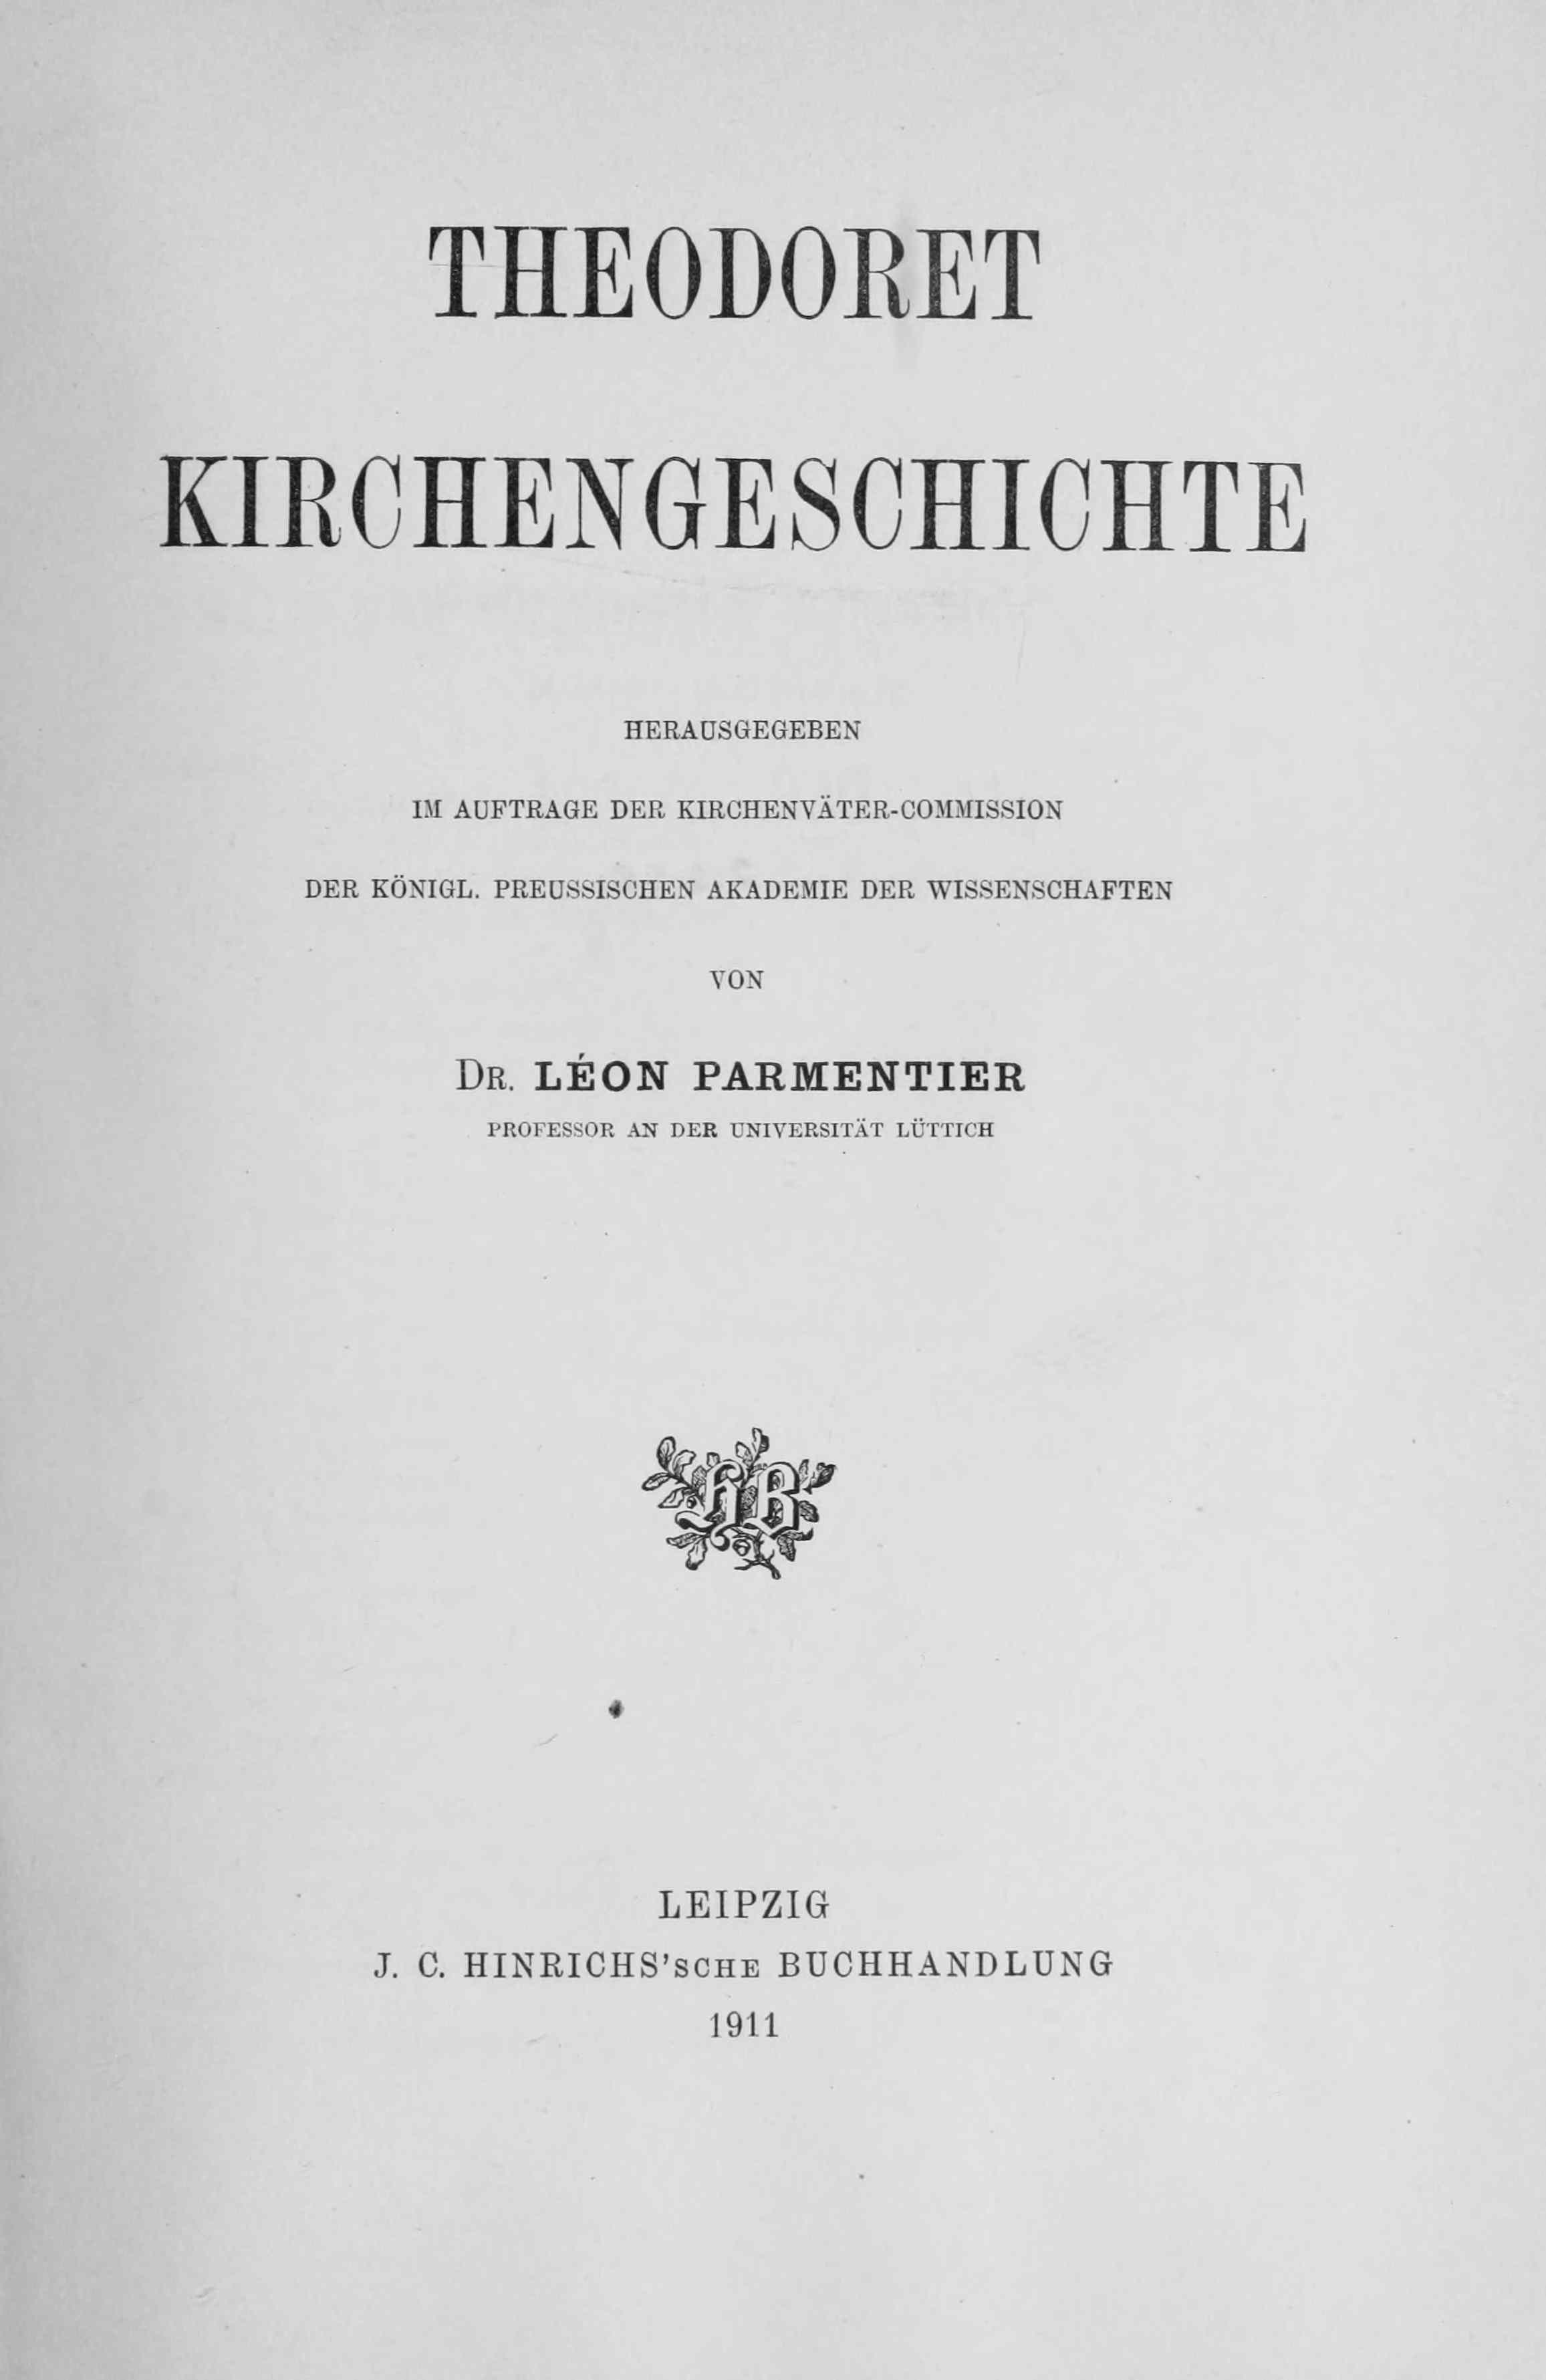 THEODORET
KIRCHENGESCHICHTE
HERAUSGEGEBEN
IM AUFTRAGE DER KIRCHENVÄTER-COMMISSION
DER KÖNIGL. PREUSSISCHEN AKADEMIE DER WISSENSCHAFTEN
VON
DR. LÉON PARMENTIER
PROFESSOR AN DER UNIVERSITÄT LÜTTICH
HB
LEIPZIG
J. C. HINRICHS'SCHE BUCHHANDLUNG
1911